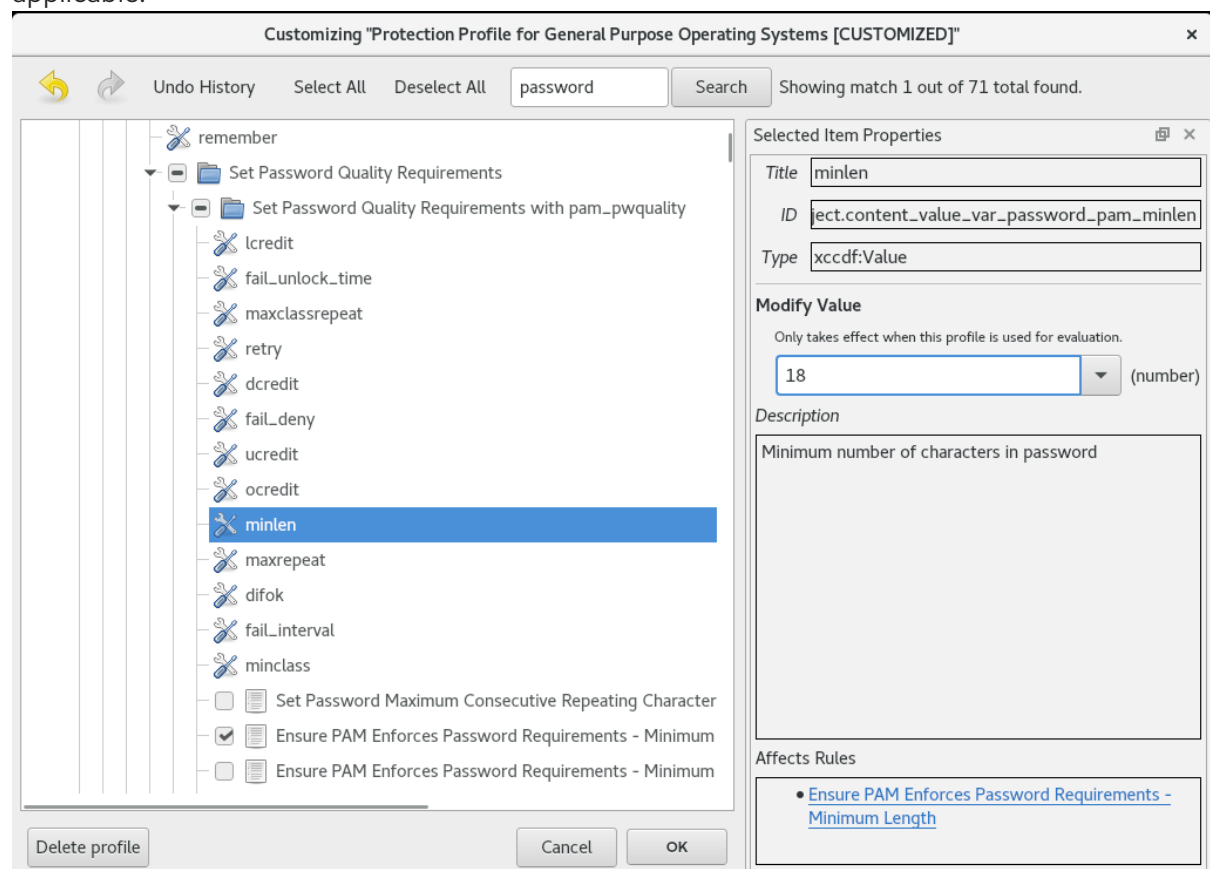 applicable.
Customizing "Protection Profile for General Purpose Operating Systems [CUSTOMIZED]"
Undo History Select All Deselect All password Search Showing match 1 out of 71 total found.
remember
Set Password Quality Requirements
Set Password Quality Requirements with pam_pwquality
lcredit
fail_unlock_time
maxclassrepeat
retry
dcredit
fail_deny
ucredit
ocredit
minlen
maxrepeat
difok
fail_interval
minclass
Set Password Maximum Consecutive Repeating Character
Ensure PAM Enforces Password Requirements - Minimum
Ensure PAM Enforces Password Requirements - Minimum
Delete profile Cancel OK
Selected Item Properties
Title minlen
ID ject.content_value_var_password_pam_minlen
Type xccdf:Value
Modify Value
Only takes effect when this profile is used for evaluation.
18 (number)
Description
Minimum number of characters in password
Affects Rules
Ensure PAM Enforces Password Requirements -
Minimum Length